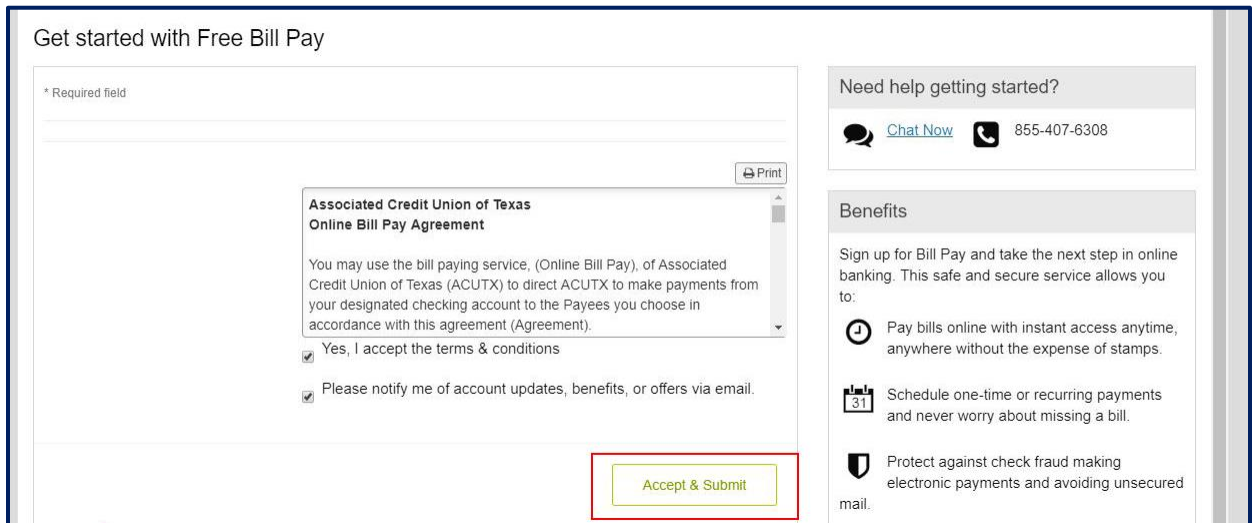 Get started with Free Bill Pay
* Required field
Print
Associated Credit Union of Texas
Online Bill Pay Agreement
You may use the bill paying service, (Online Bill Pay), of Associated
Credit Union of Texas (ACUTX) to direct ACUTX to make payments from
your designated checking account to the Payees you choose in
accordance with this agreement (Agreement).
Yes, I accept the terms & conditions
Please notify me of account updates, benefits, or offers via email.
Accept & Submit
Need help getting started?
Chat Now 855-407-6308
Benefits
Sign up for Bill Pay and take the next step in online
banking. This safe and secure service allows you
to:
Pay bills online with instant access anytime,
anywhere without the expense of stamps.
31
Schedule one-time or recurring payments
and never worry about missing a bill.
Protect against check fraud making
electronic payments and avoiding unsecured
mail.